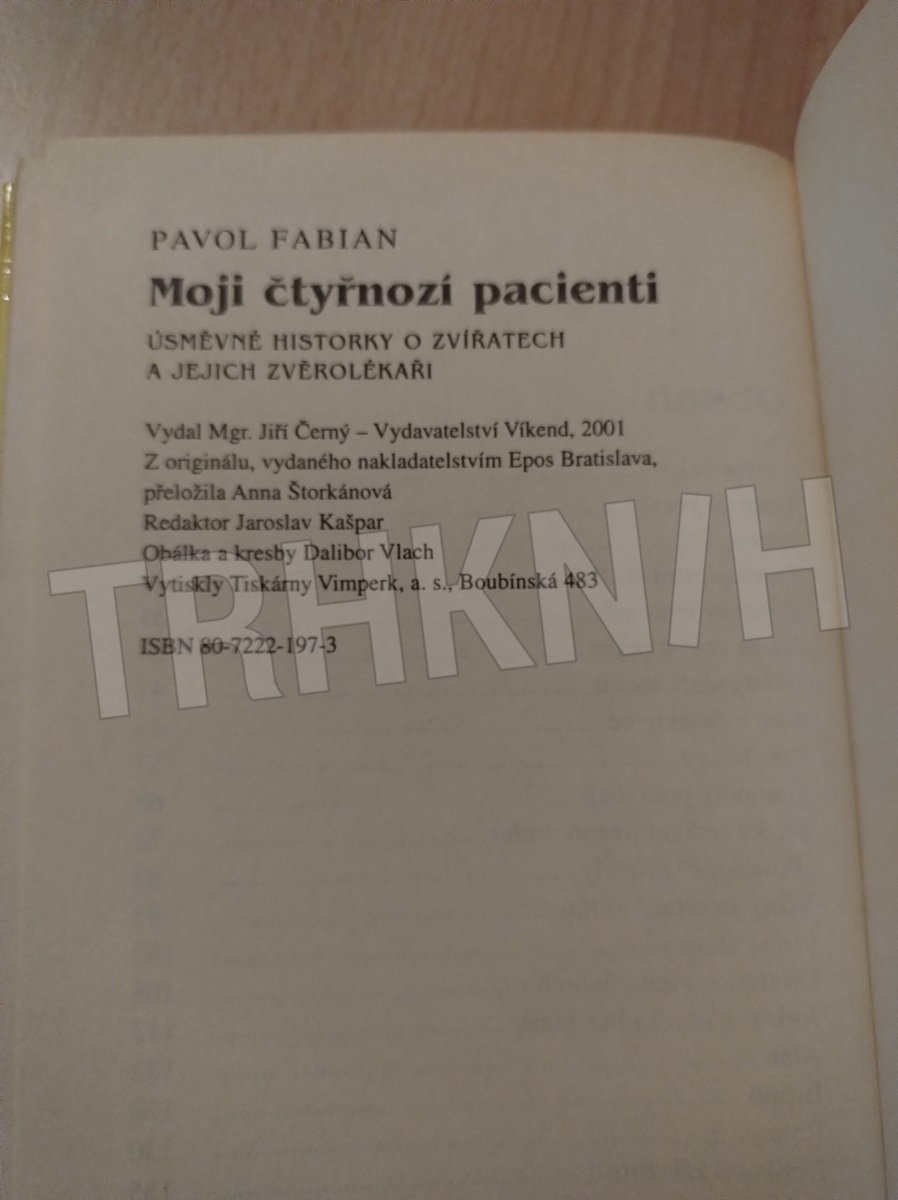 PAVOL FABIAN
Moji čtyřnozí pacienti
ÚSMĚVNÉ HISTORKY O ZVÍŘATECH
A JEJICH ZVĚROLÉKAŘI
Vydal Mgr. Jiří Černý – Vydavatelství Víkend, 2001
Z originálu, vydaného nakladatelstvím Epos Bratislava,
přeložila Anna Štorkánová
Redaktor Jaroslav Kašpar
Obálka a kresby Dalibor Vlach
Vytiskly Tiskárny Vimperk, a. s., Boubínská 483
ISBN 80-7222-197-3
TRHKNIH